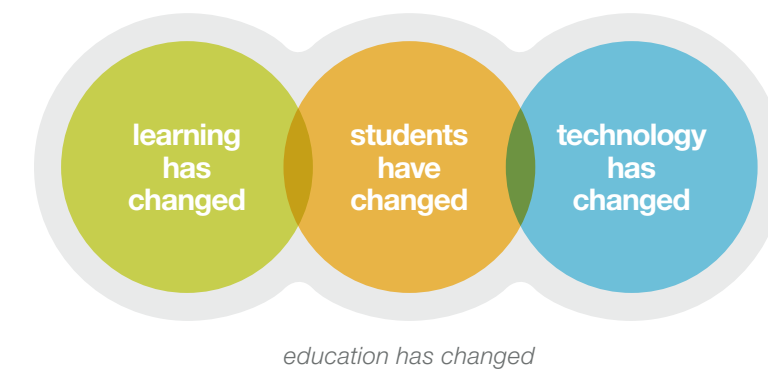 learning
has
changed
students
have
changed
technology
has
changed
education has changed